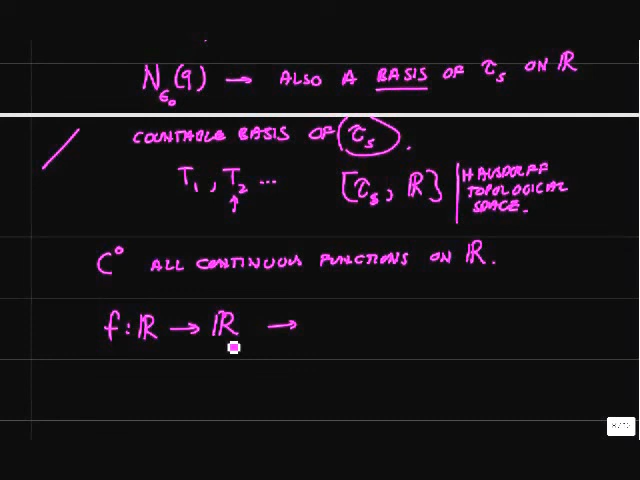 N_ε₀(q) → ALSO A BASIS OF τ_s ON ℝ
COUNTABLE BASIS OF τ_s.
T₁, T₂ ... [τ_s, ℝ] HAUSDORFF
TOPOLOGICAL
SPACE.
C⁰ ALL CONTINUOUS FUNCTIONS ON ℝ.
f: ℝ → ℝ →